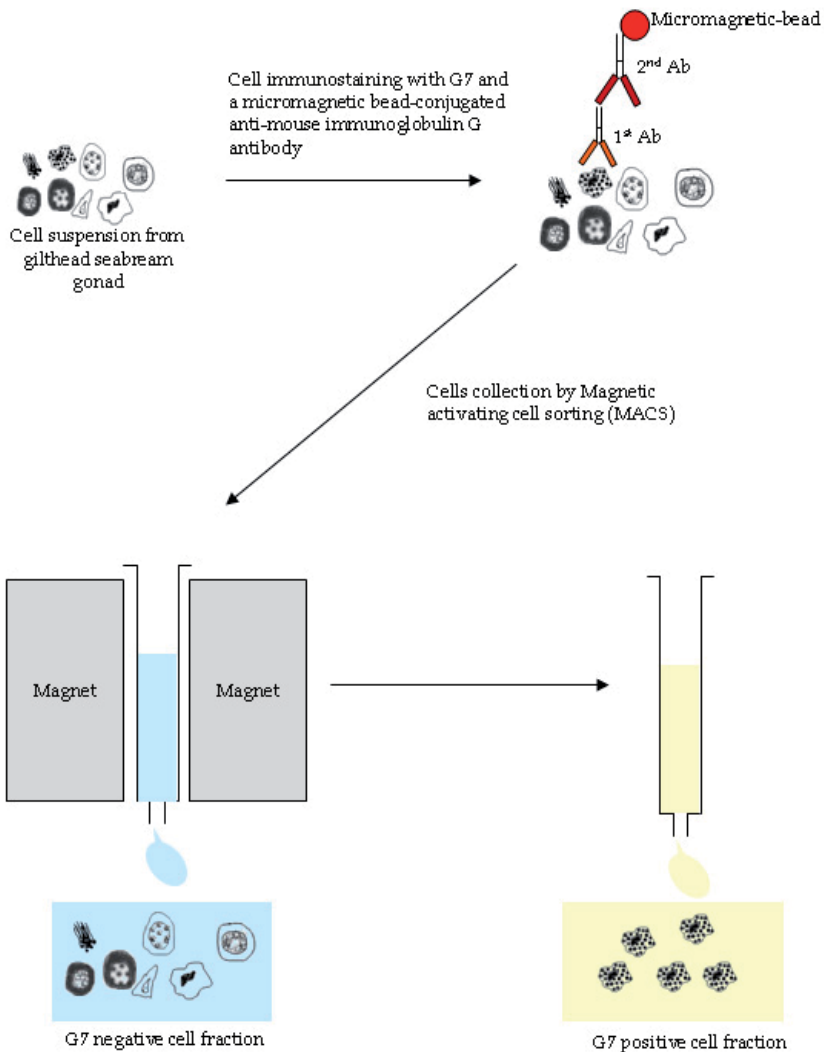 Micromagnetic-bead
2nd Ab
1st Ab
Cell immunostaining with G7 and
a micromagnetic bead-conjugated
anti-mouse immunoglobulin G
antibody
Cell suspension from
gilthead seabream
gonad
Cells collection by Magnetic
activating cell sorting (MACS)
Magnet
Magnet
G7 negative cell fraction
G7 positive cell fraction